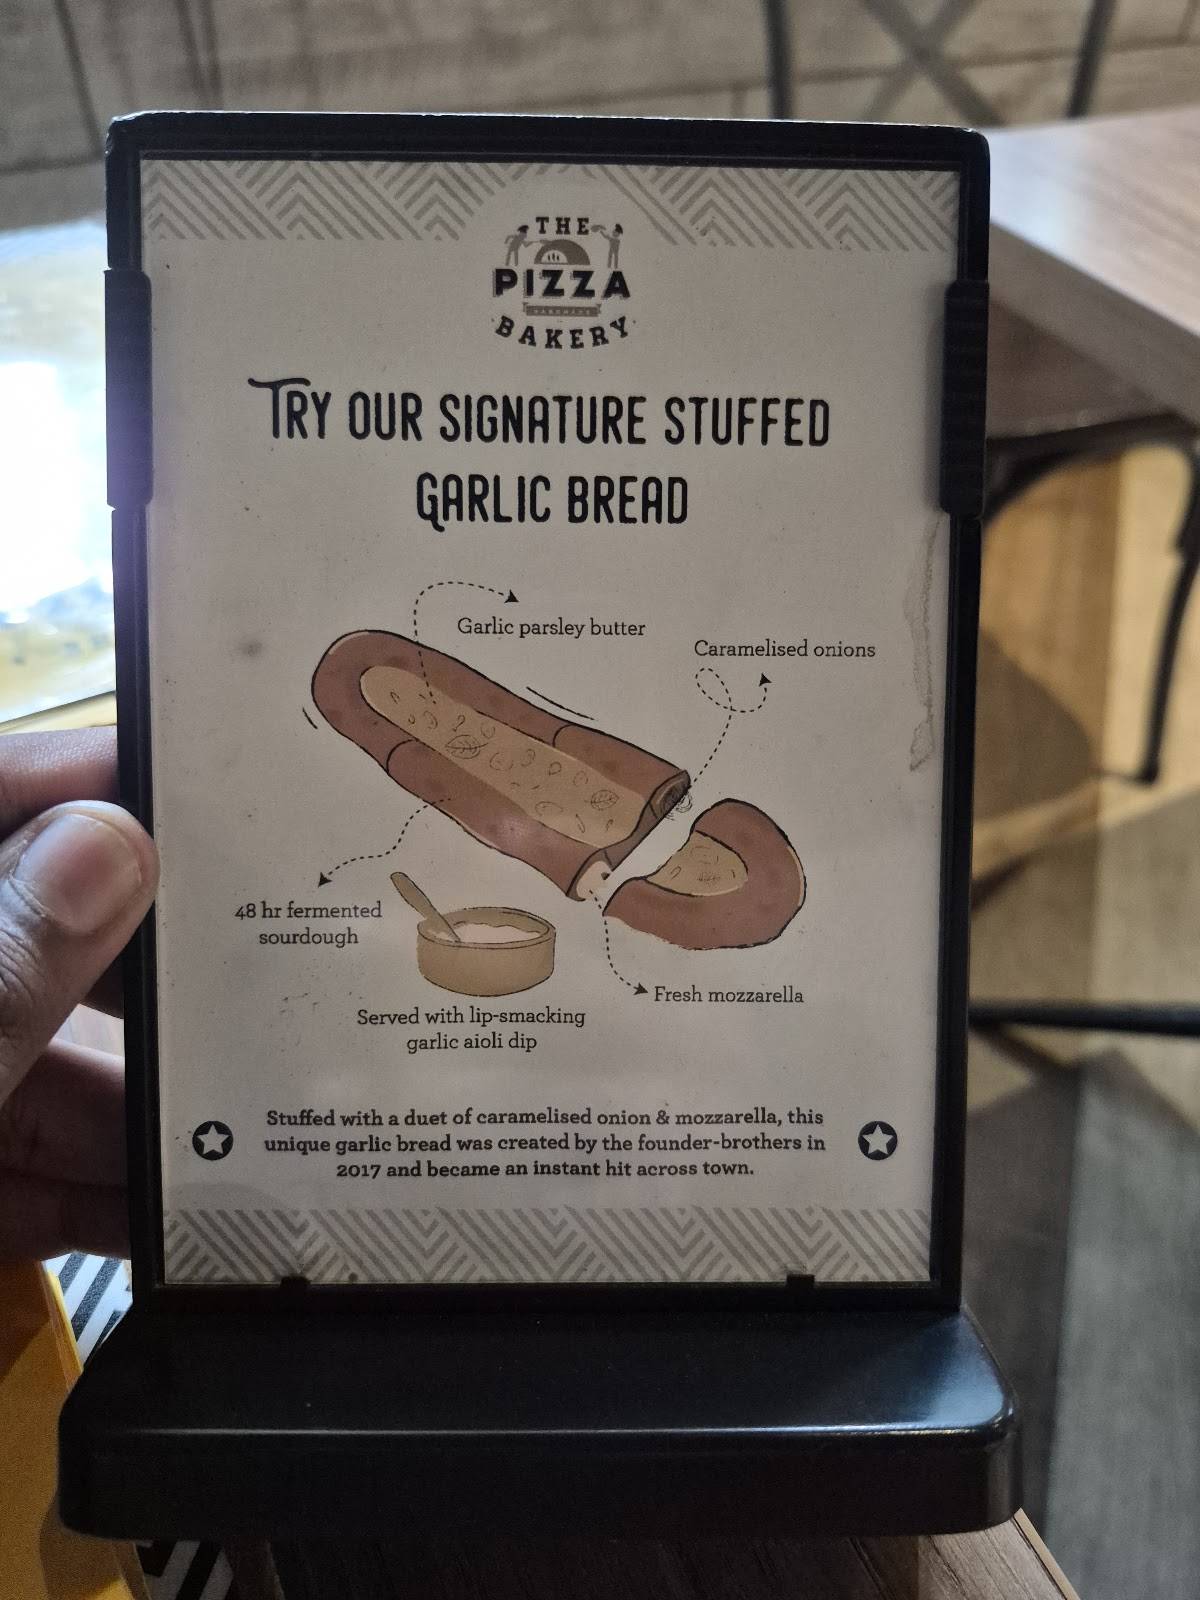 THE
PIZZA
HANDMADE
BAKERY
TRY OUR SIGNATURE STUFFED
GARLIC BREAD
Garlic parsley butter
Caramelised onions
48 hr fermented
sourdough
Fresh mozzarella
Served with lip-smacking
garlic aioli dip
Stuffed with a duet of caramelised onion & mozzarella, this
unique garlic bread was created by the founder-brothers in
2017 and became an instant hit across town.